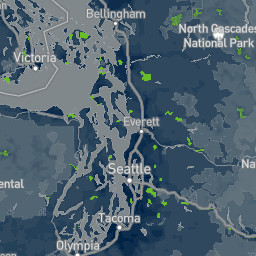 Bellingham
North Cascades
National Park
Victoria
Everett
Seattle
Tacoma
Olympia